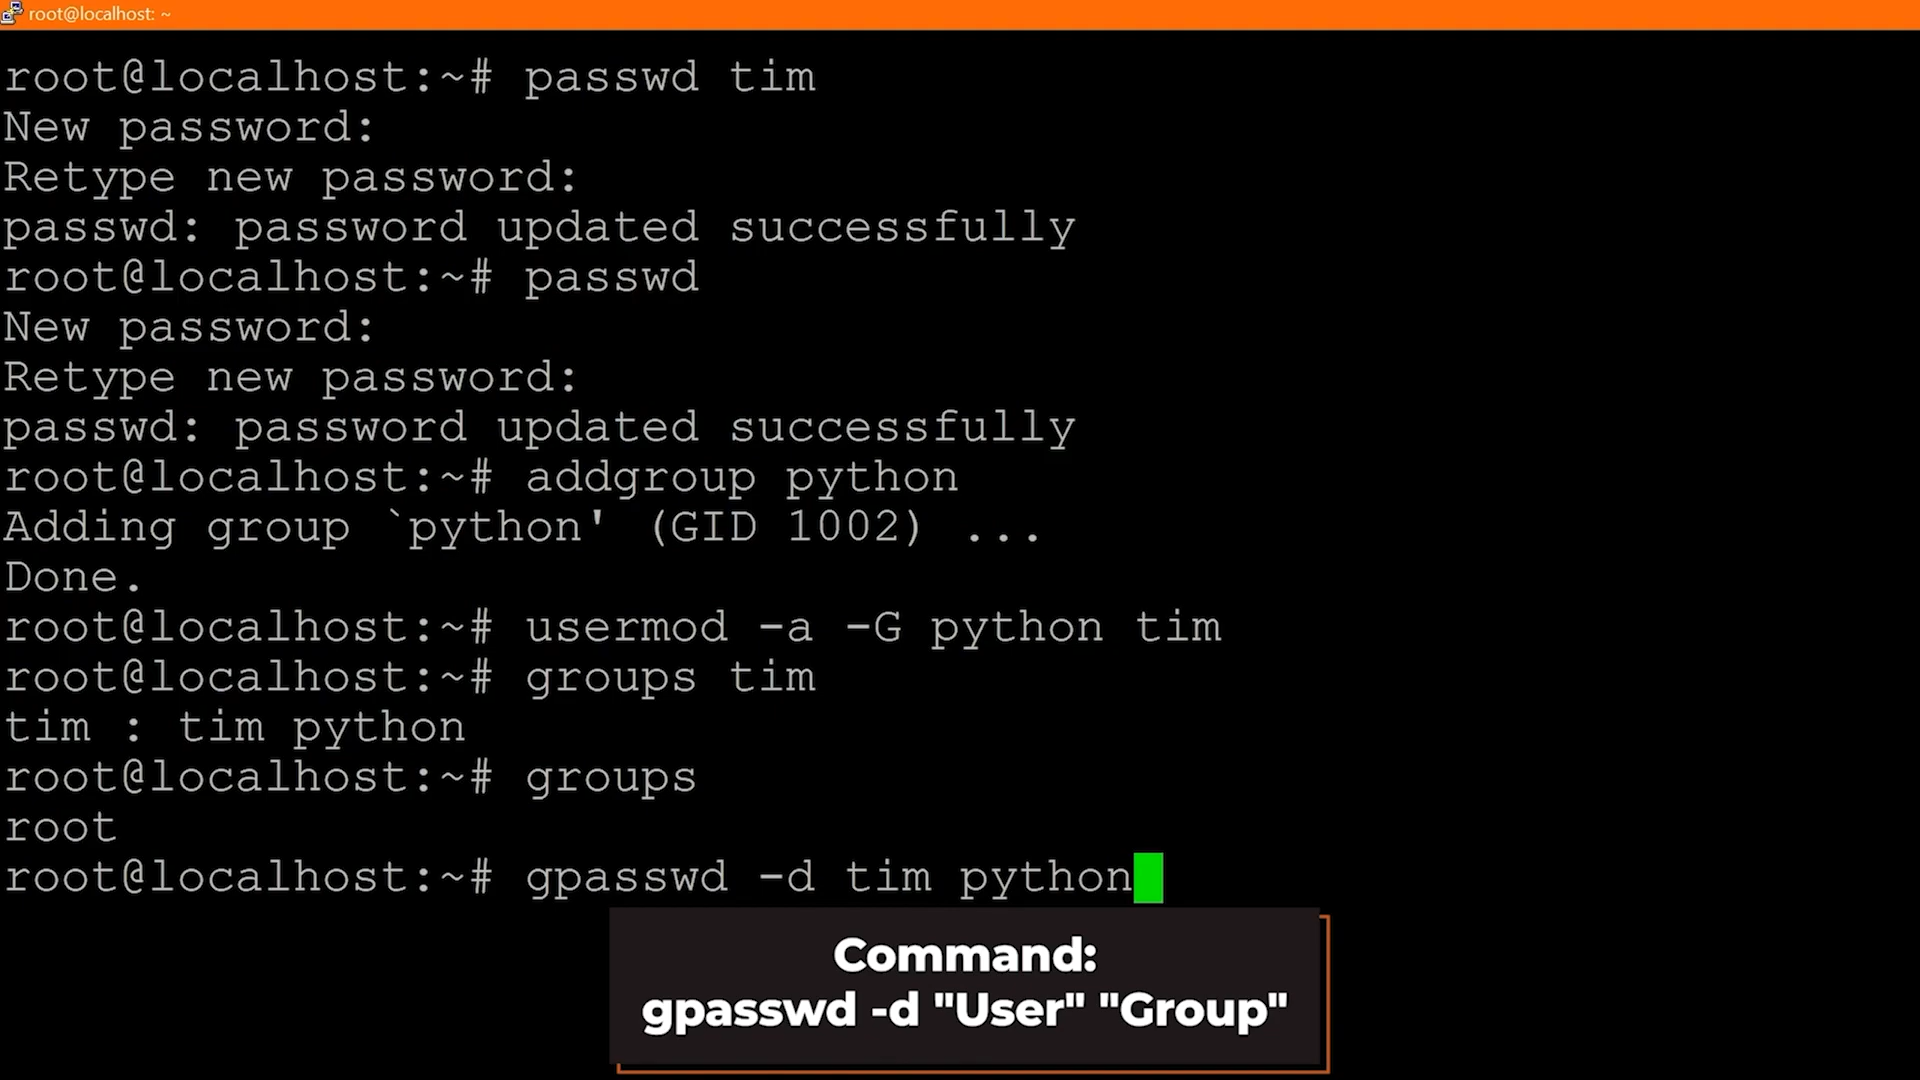 root@localhost: ~
root@localhost:~# passwd tim
New password:
Retype new password:
passwd: password updated successfully
root@localhost:~# passwd
New password:
Retype new password:
passwd: password updated successfully
root@localhost:~# addgroup python
Adding group `python' (GID 1002) ...
Done.
root@localhost:~# usermod -a -G python tim
root@localhost:~# groups tim
tim : tim python
root@localhost:~# groups
root
root@localhost:~# gpasswd -d tim python
Command:
gpasswd -d "User" "Group"